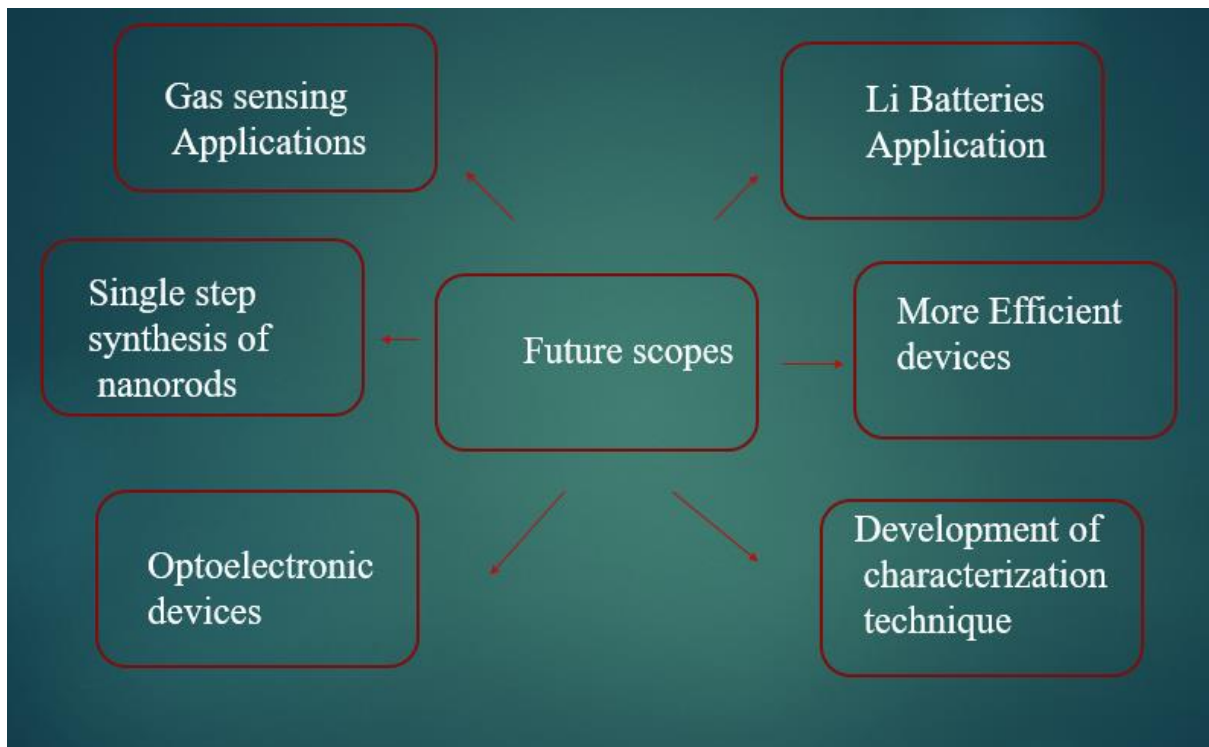 Gas sensing
Applications
Li Batteries
Application
Single step
synthesis of
nanorods
Future scopes
More Efficient
devices
Optoelectronic
devices
Development of
characterization
technique